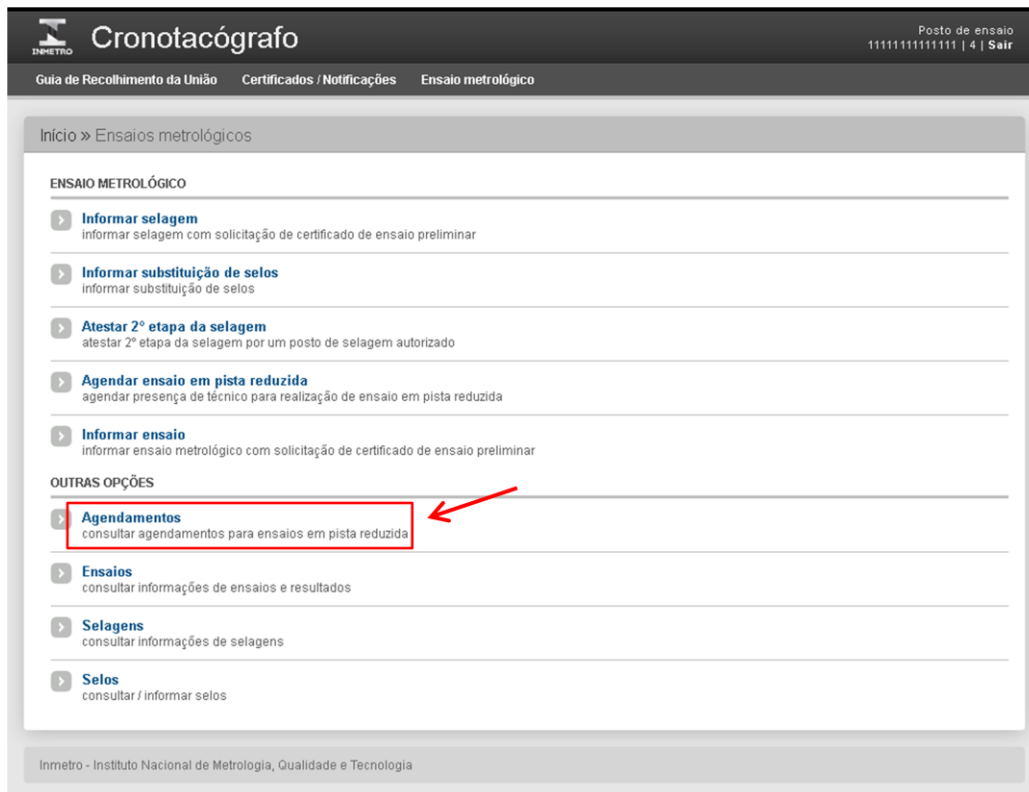 INMETRO
Cronotacógrafo
Posto de ensaio
11111111111111 | 4 | Sair
Guia de Recolhimento da União Certificados / Notificações Ensaio metrológico
Início » Ensaios metrológicos
ENSAIO METROLÓGICO
Informar selagem
informar selagem com solicitação de certificado de ensaio preliminar
Informar substituição de selos
informar substituição de selos
Atestar 2º etapa da selagem
atestar 2º etapa da selagem por um posto de selagem autorizado
Agendar ensaio em pista reduzida
agendar presença de técnico para realização de ensaio em pista reduzida
Informar ensaio
informar ensaio metrológico com solicitação de certificado de ensaio preliminar
OUTRAS OPÇÕES
Agendamentos
consultar agendamentos para ensaios em pista reduzida
Ensaios
consultar informações de ensaios e resultados
Selagens
consultar informações de selagens
Selos
consultar / informar selos
Inmetro - Instituto Nacional de Metrologia, Qualidade e Tecnologia